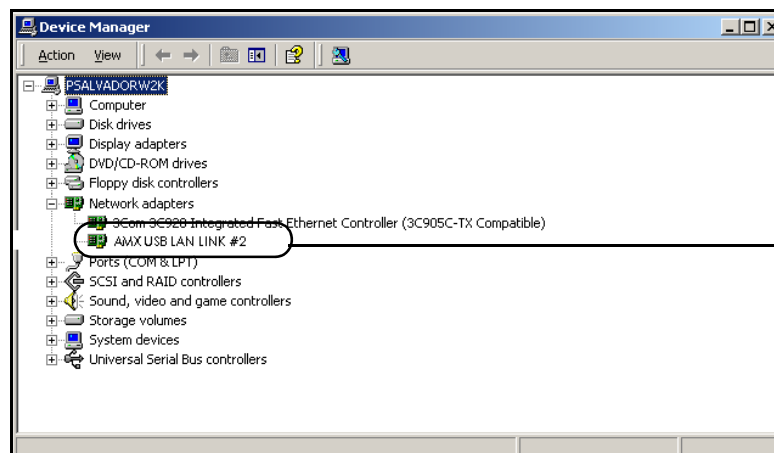 Device Manager
Action View
PSALVADORW2K
Computer
Disk drives
Display adapters
DVD/CD-ROM drives
Floppy disk controllers
Network adapters
3Com 3C920 Integrated Fast Ethernet Controller (3C905C-TX Compatible)
AMX USB LAN LINK #2
Ports (COM & LPT)
SCSI and RAID controllers
Sound, video and game controllers
Storage volumes
System devices
Universal Serial Bus controllers